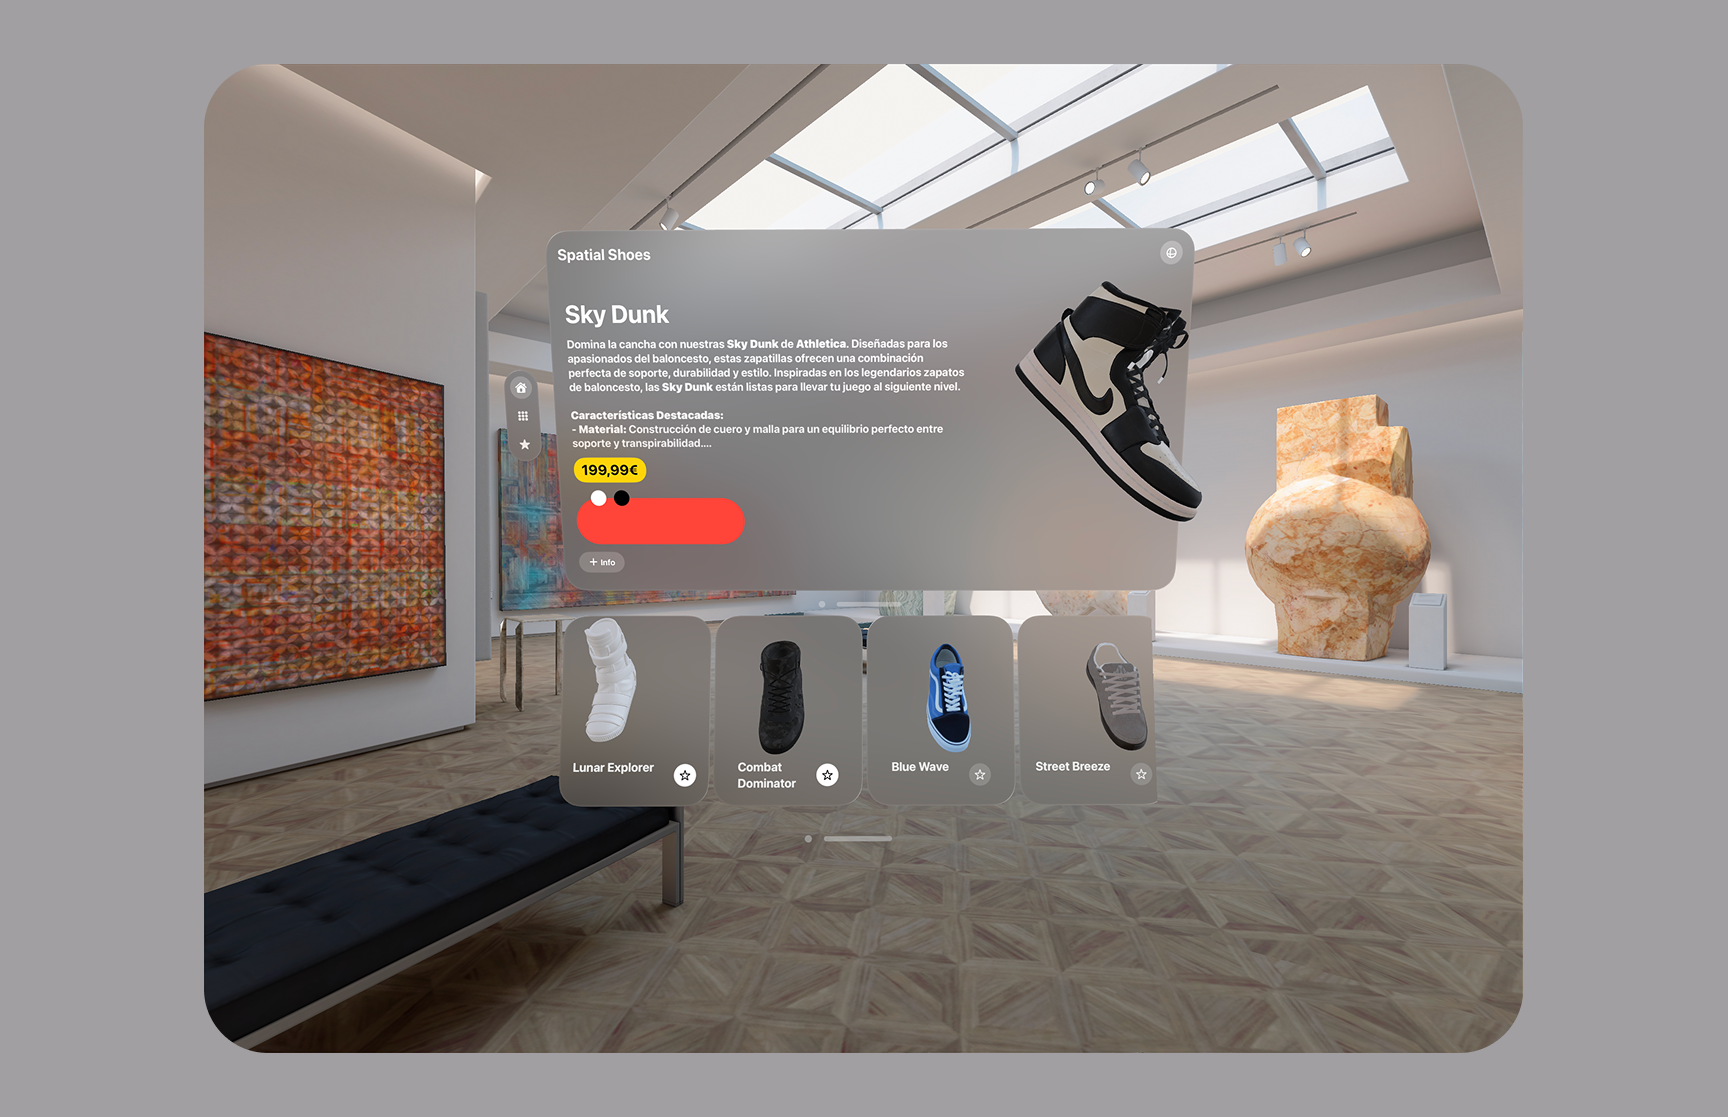 Spatial Shoes
Sky Dunk
Domina la cancha con nuestras Sky Dunk de Athletica. Diseñadas para los
apasionados del baloncesto, estas zapatillas ofrecen una combinación
perfecta de soporte, durabilidad y estilo. Inspiradas en los legendarios zapatos
de baloncesto, las Sky Dunk están listas para llevar tu juego al siguiente nivel.
Características Destacadas:
- Material: Construcción de cuero y malla para un equilibrio perfecto entre
soporte y transpirabilidad....
199,99€
+ Info
Lunar Explorer
Combat
Dominator
Blue Wave
Street Breeze